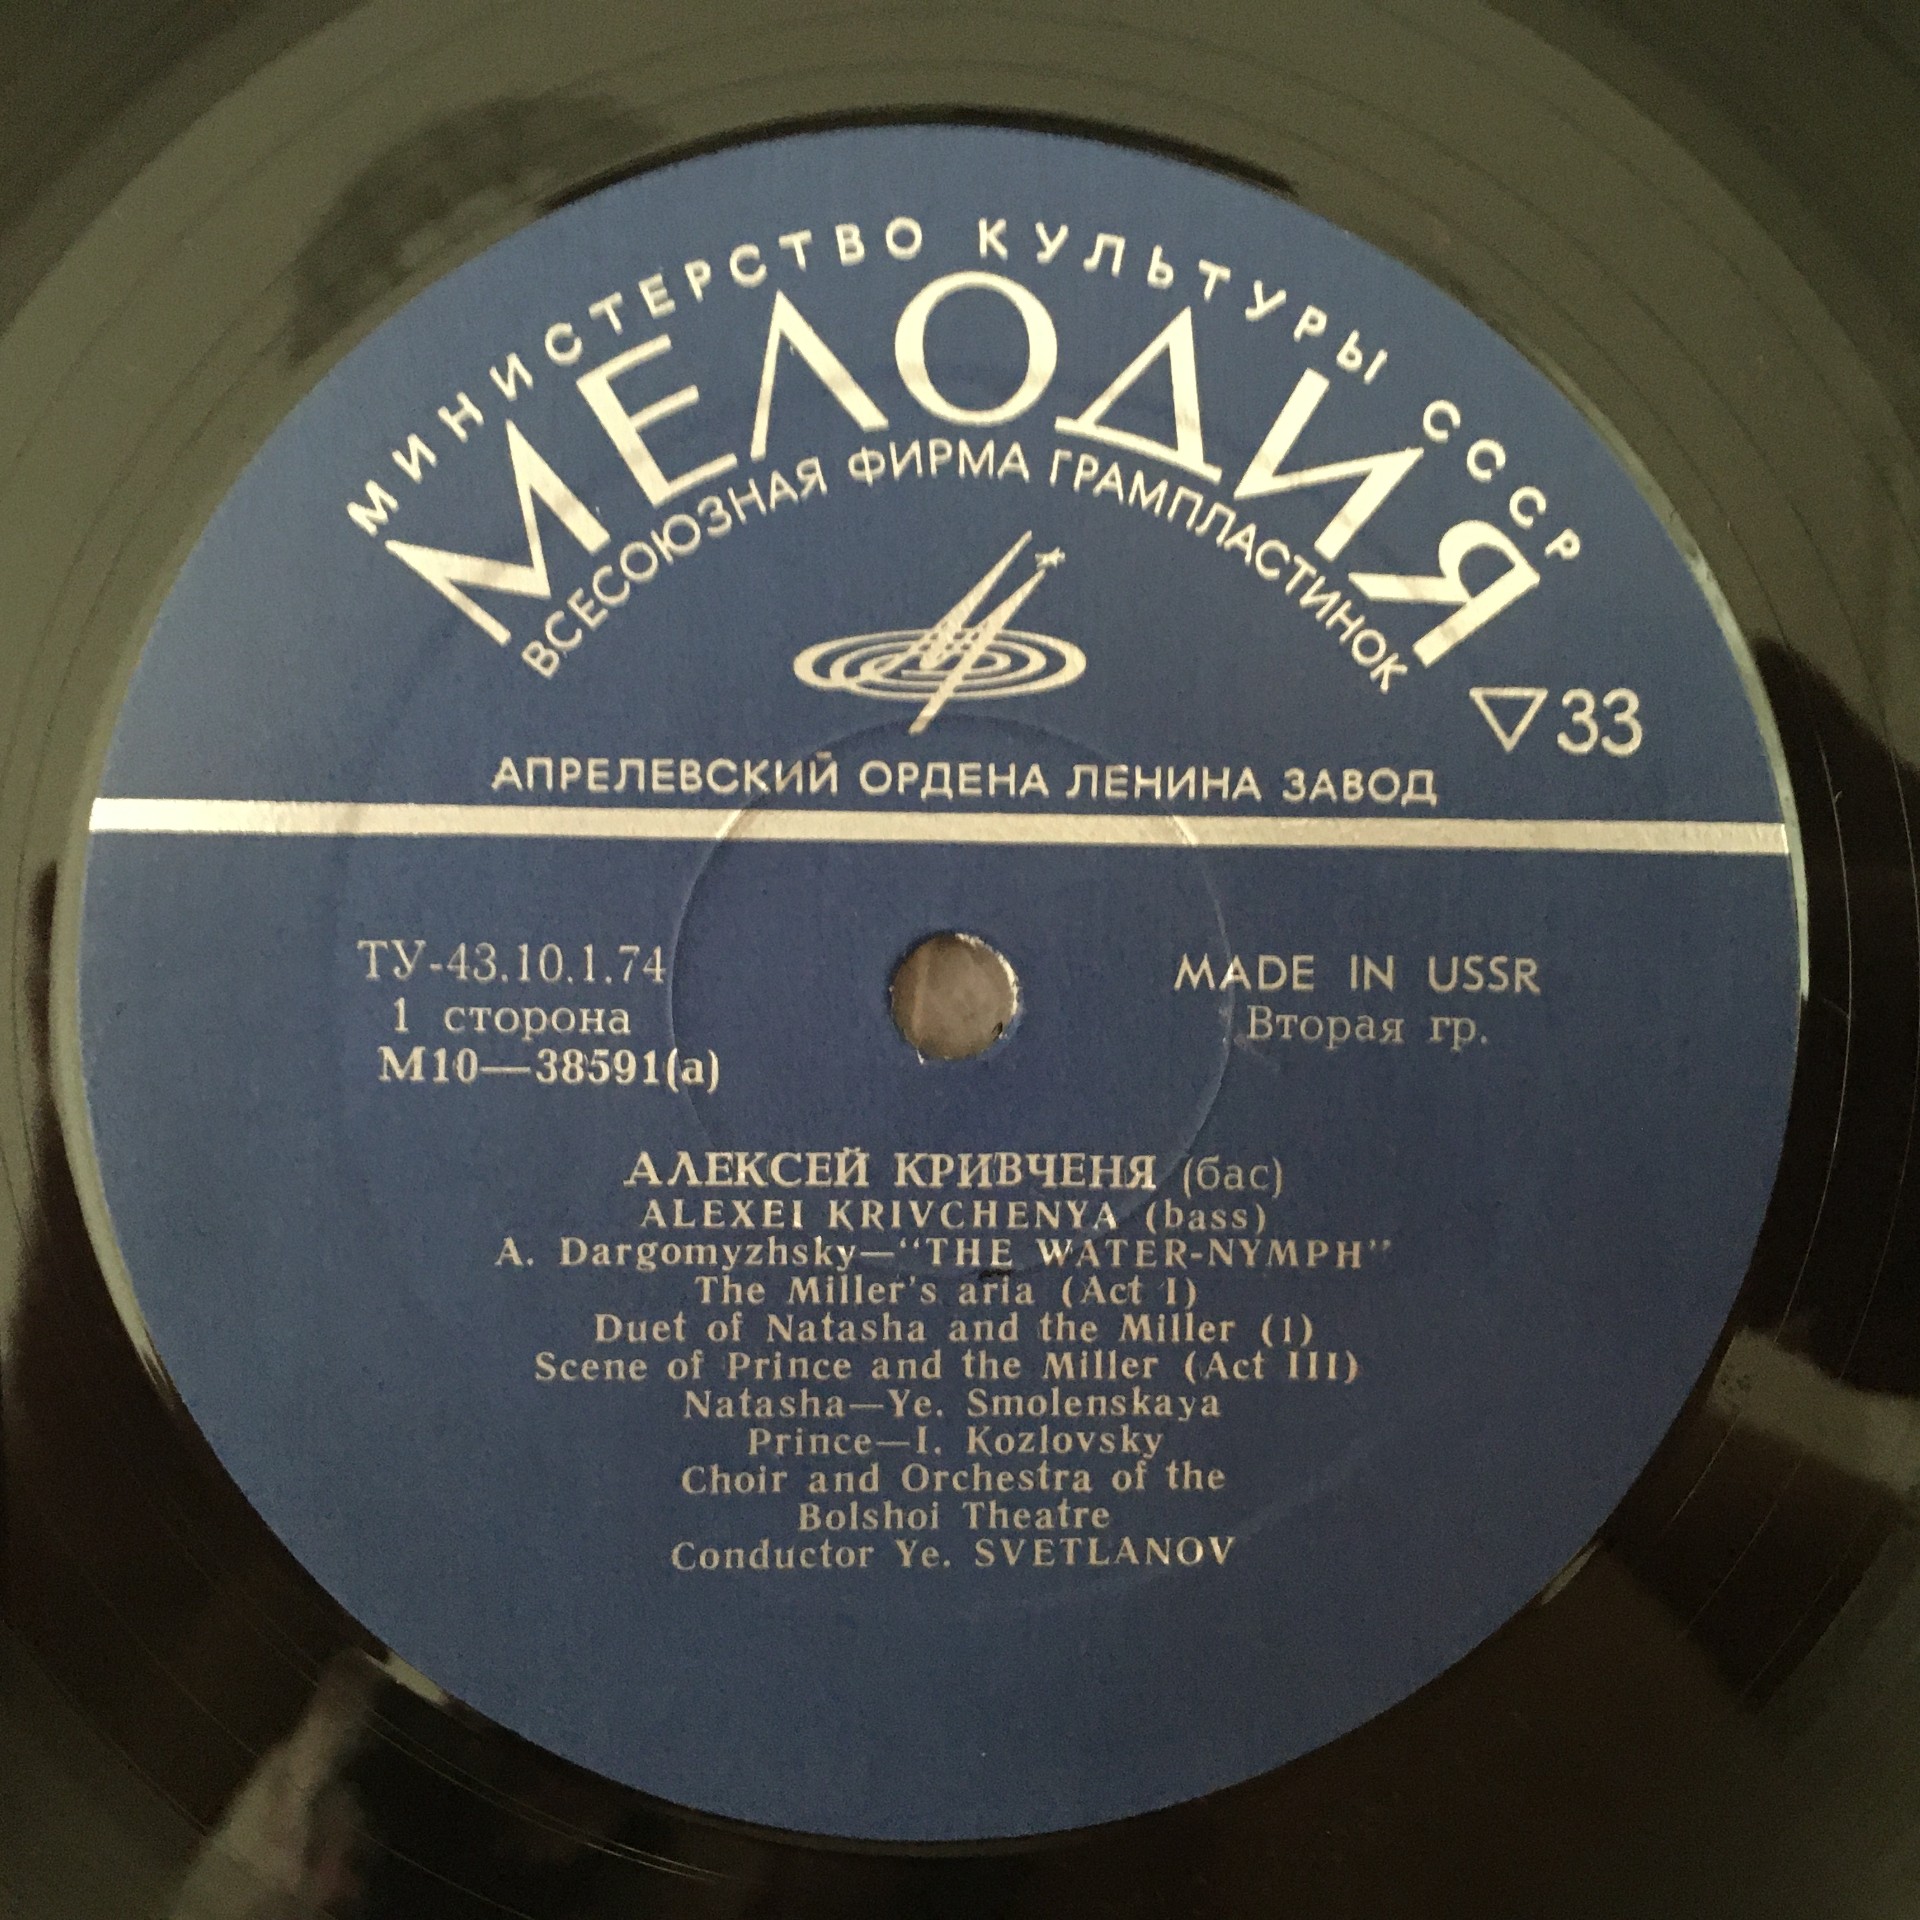 МИНИСТЕРСТВО КУЛЬТУРЫ СССР
МЕЛОДИЯ
ВСЕСОЮЗНАЯ ФИРМА ГРАМПЛАСТИНОК
▽33
АПРЕЛЕВСКИЙ ОРДЕНА ЛЕНИНА ЗАВОД
ТУ-43.10.1.74
1 сторона
М10—38591(а)
MADE IN USSR
Вторая гр.
АЛЕКСЕЙ КРИВЧЕНЯ (бас)
ALEXEI KRIVCHENYA (bass)
A. Dargomyzhsky—“THE WATER-NYMPH”
The Miller's aria (Act I)
Duet of Natasha and the Miller (1)
Scene of Prince and the Miller (Act III)
Natasha—Ye. Smolenskaya
Prince—I. Kozlovsky
Choir and Orchestra of the
Bolshoi Theatre
Conductor Ye. SVETLANOV